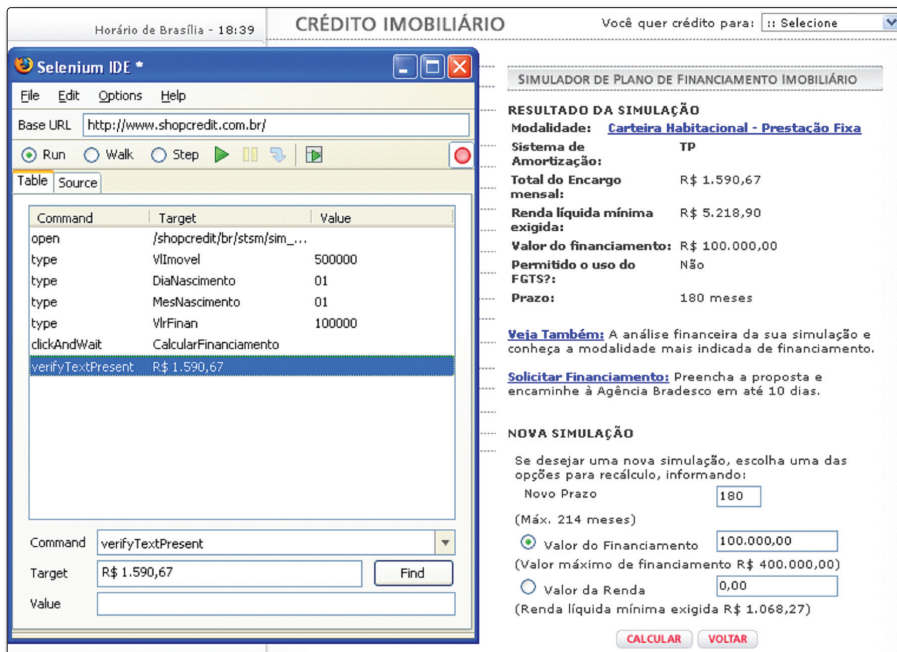 Horário de Brasília - 18:39
CRÉDITO IMOBILIÁRIO
Você quer crédito para: :: Selecione
Selenium IDE *
File Edit Options Help
Base URL http://www.shopcredit.com.br/
Run Walk Step
Table Source
Command Target Value
open /shopcredit/br/stsm/sim_...
type VlImovel 500000
type DiaNascimento 01
type MesNascimento 01
type VlrFinan 100000
clickAndWait CalcularFinanciamento
verifyTextPresent R$ 1.590,67
Command verifyTextPresent
Target R$ 1.590,67 Find
Value
SIMULADOR DE PLANO DE FINANCIAMENTO IMOBILIÁRIO
RESULTADO DA SIMULAÇÃO
Modalidade: Carteira Habitacional - Prestação Fixa
Sistema de TP
Amortização:
Total do Encargo R$ 1.590,67
mensal:
Renda líquida mínima R$ 5.218,90
exigida:
Valor do financiamento: R$ 100.000,00
Permitido o uso do Não
FGTS?:
Prazo: 180 meses
Veja Também: A análise financeira da sua simulação e
conheça a modalidade mais indicada de financiamento.
Solicitar Financiamento: Preencha a proposta e
encaminhe à Agência Bradesco em até 10 dias.
NOVA SIMULAÇÃO
Se desejar uma nova simulação, escolha uma das
opções para recálculo, informando:
Novo Prazo 180
(Máx. 214 meses)
Valor do Financiamento 100.000,00
(Valor máximo de financiamento R$ 400.000,00)
Valor da Renda 0,00
(Renda líquida mínima exigida R$ 1.068,27)
CALCULAR VOLTAR